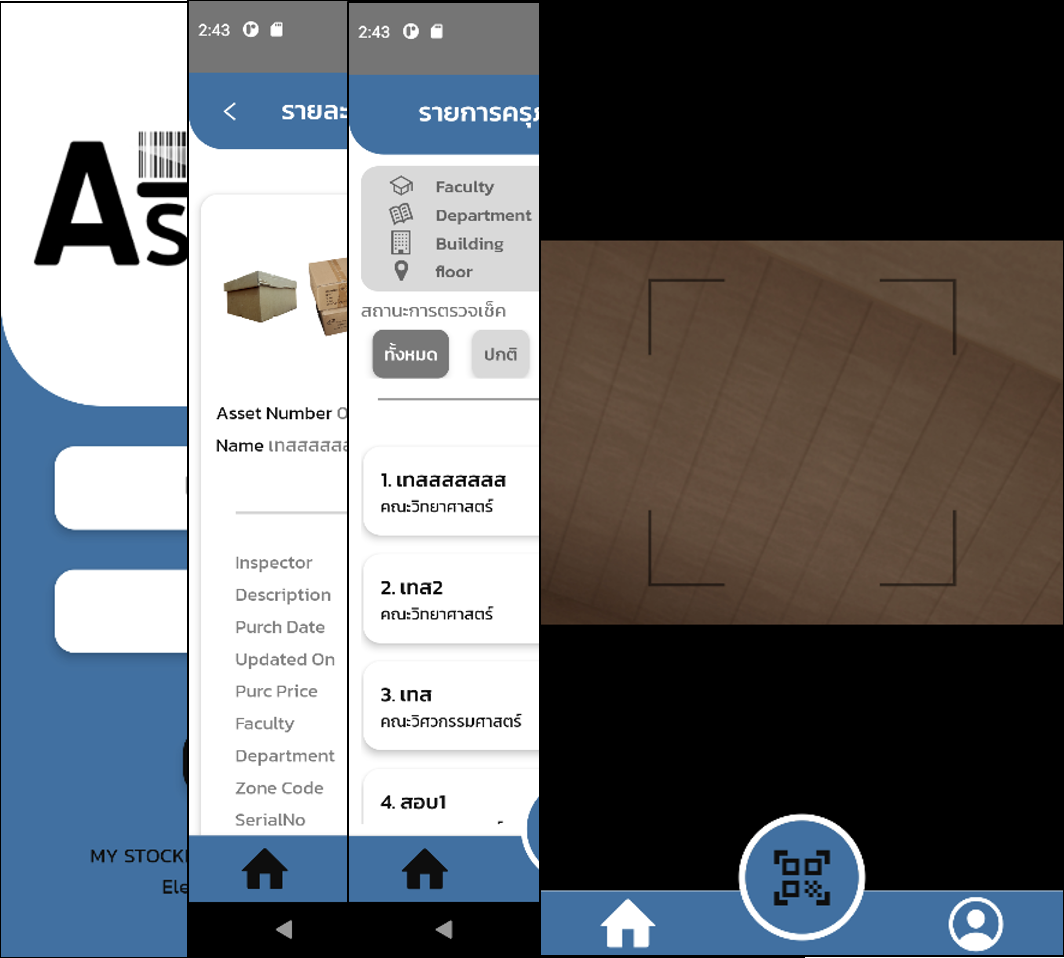 As
MY STOCK
Ele
2:43
รายละ
Asset Number 0
Name เทสสสสส
Inspector
Description
Purch Date
Updated On
Purc Price
Faculty
Department
Zone Code
SerialNo
2:43
รายการครุ
Faculty
Department
Building
floor
สถานะการตรวจเช็ค
ทั้งหมด
ปกติ
1. เทสสสสสสส
คณะวิทยาศาสตร์
2. เทส2
คณะวิทยาศาสตร์
3. เทส
คณะวิศวกรรมศาสตร์
4. สอบ1